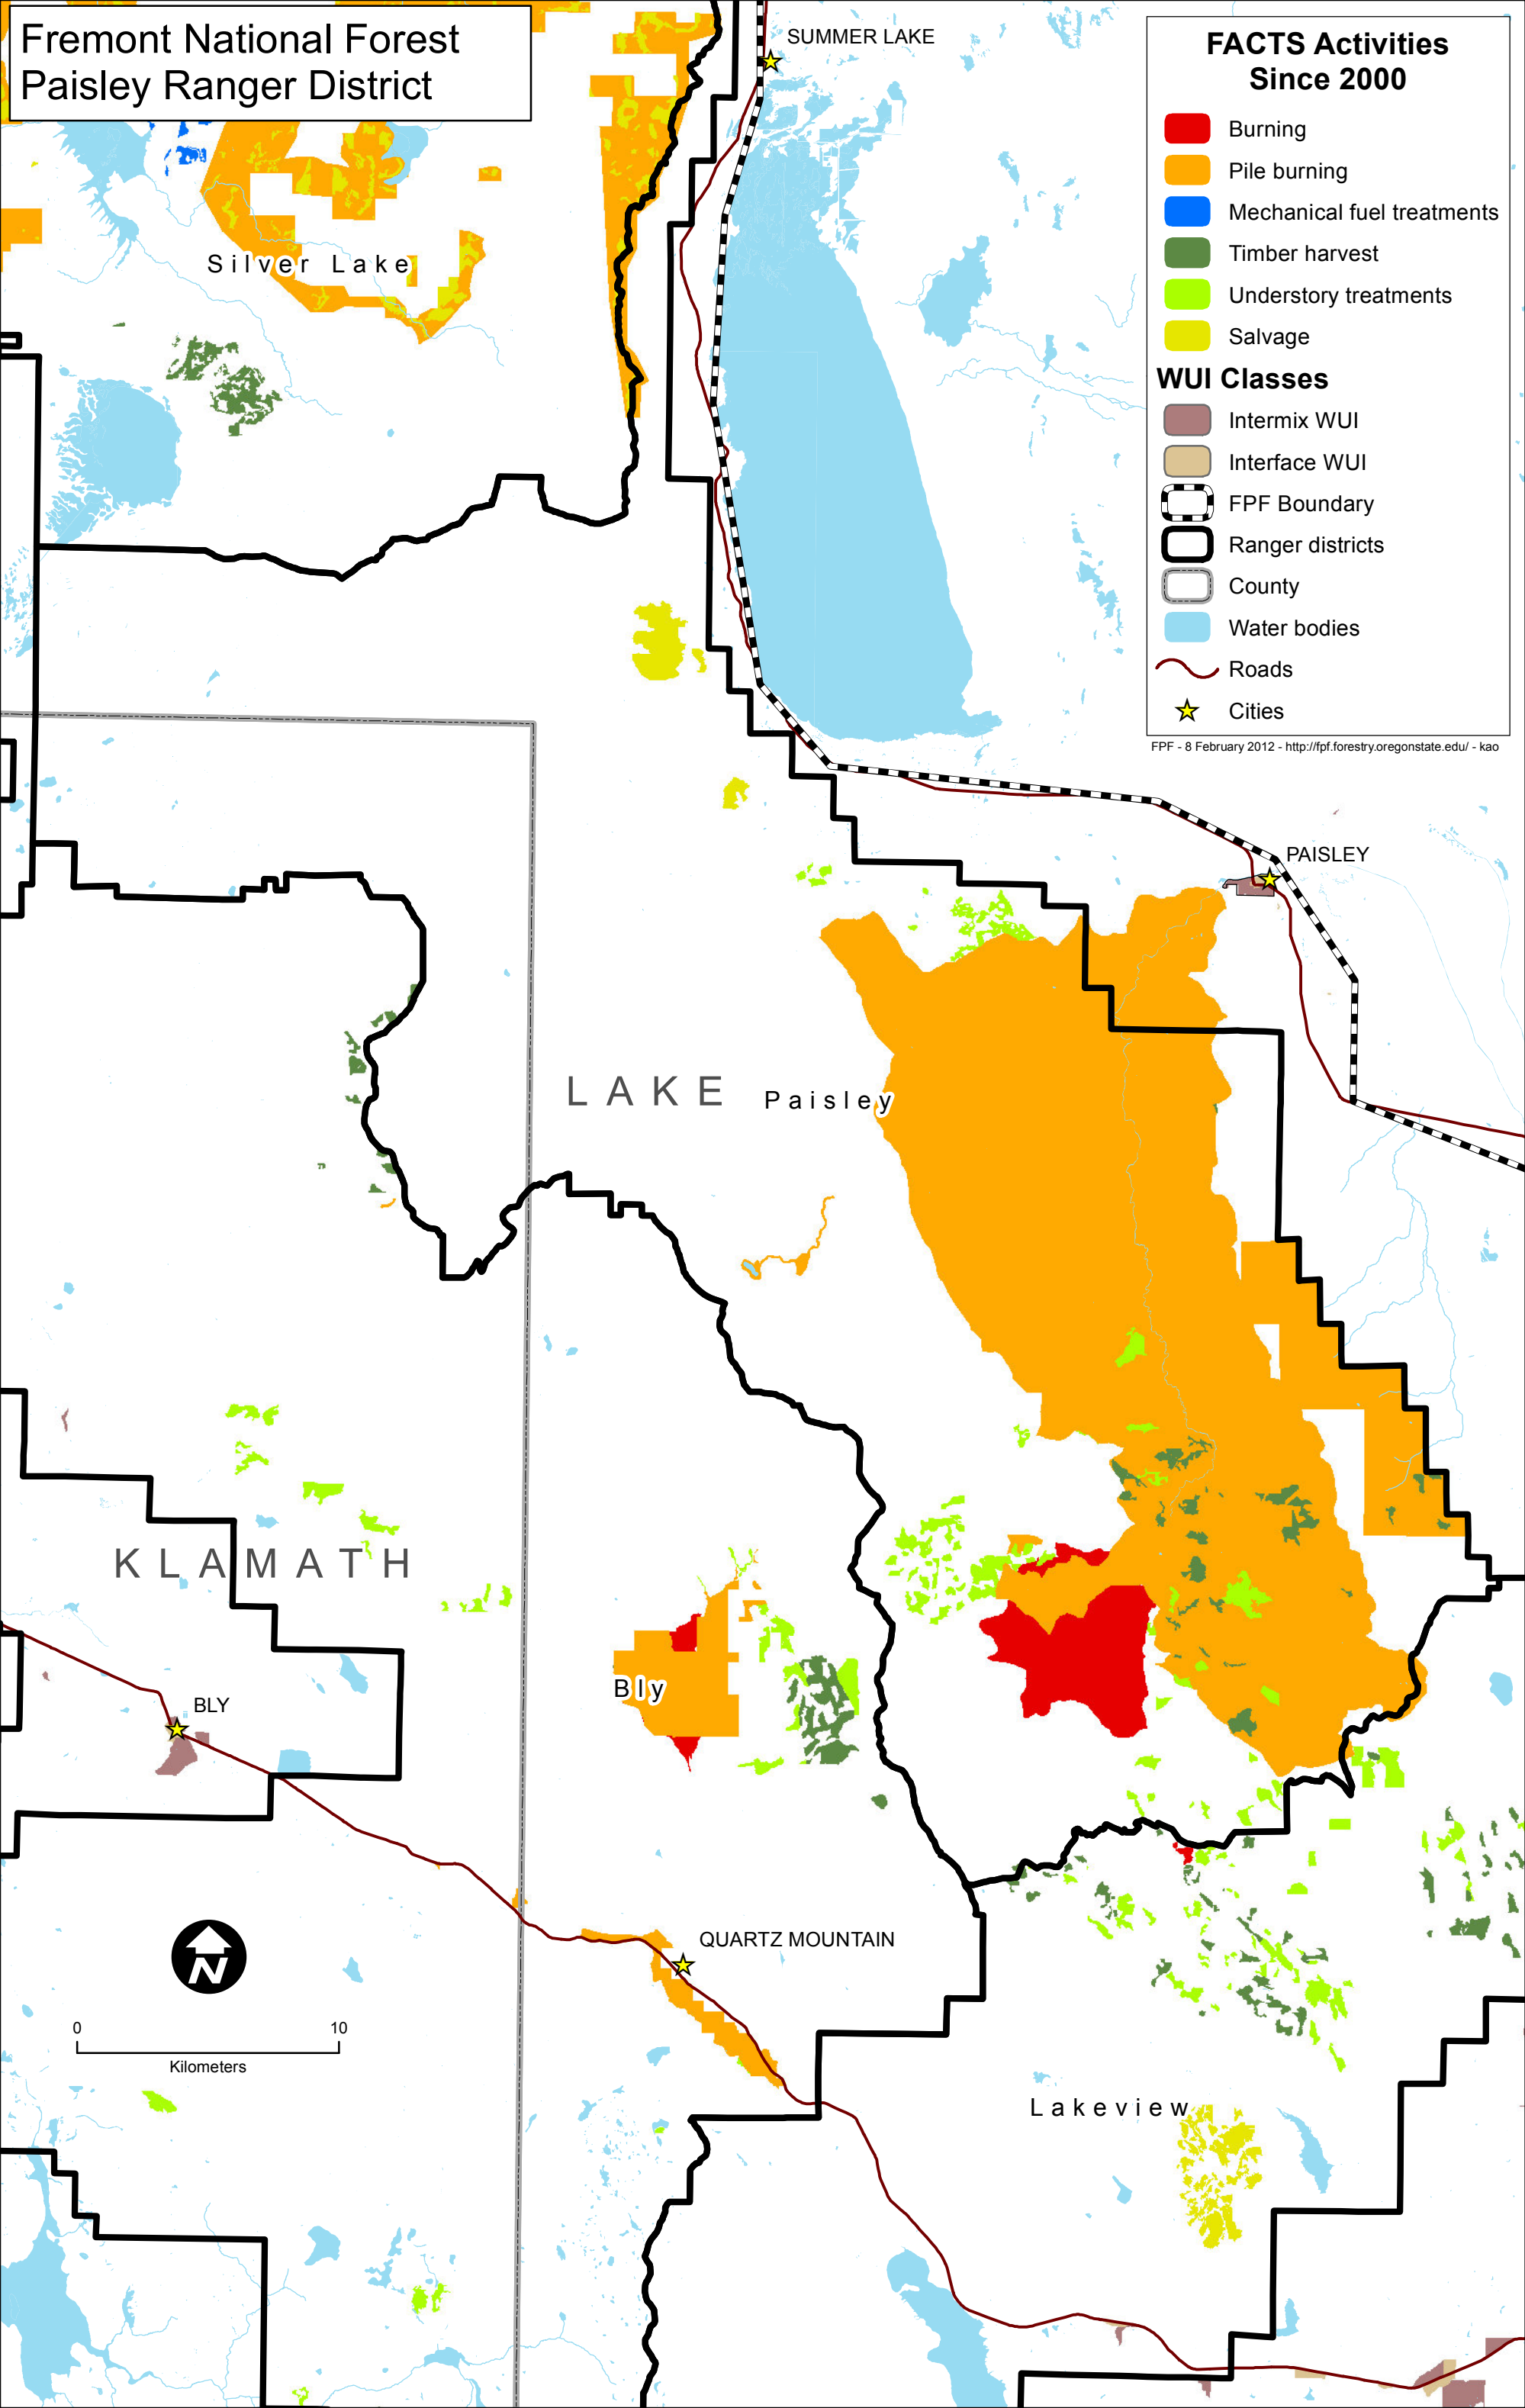 Fremont National Forest
Paisley Ranger District
SUMMER LAKE
FACTS Activities
Since 2000
Burning
Pile burning
Mechanical fuel treatments
Timber harvest
Understory treatments
Salvage
WUI Classes
Intermix WUI
Interface WUI
FPF Boundary
Ranger districts
County
Water bodies
Roads
Cities
FPF - 8 February 2012 - http://fpf.forestry.oregonstate.edu/ - kao
Silver Lake
PAISLEY
LAKE
Paisley
KLAMATH
Bly
BLY
QUARTZ MOUNTAIN
N
0 10
Kilometers
Lakeview